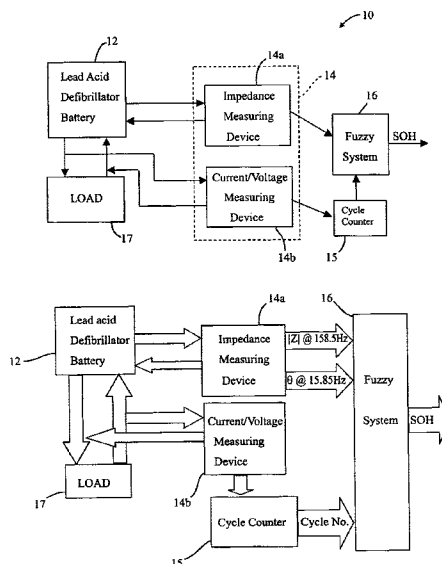 10
12
14a
14
Lead Acid
Defibrillator
Battery
Impedance
Measuring
Device
16
Fuzzy
System
SOH
LOAD
Current/Voltage
Measuring
Device
Cycle
Counter
17
14b
15
14a
16
12
Lead acid
Defibrillator
Battery
Impedance
Measuring
Device
|Z| @ 158.5Hz
θ @ 15.85Hz
Fuzzy
System
SOH
Current/Voltage
Measuring
Device
LOAD
17
14b
Cycle Counter
Cycle No.
15